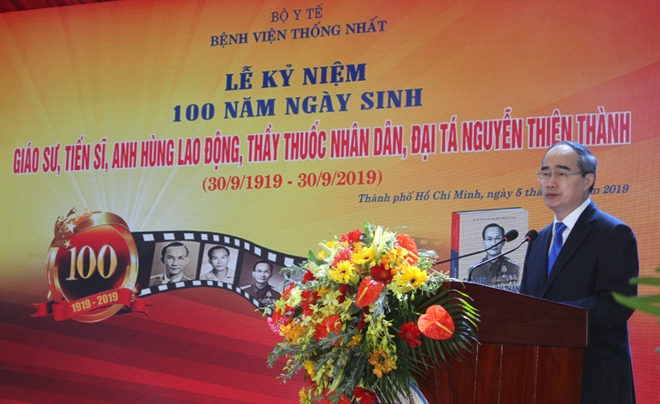 BỘ Y TẾ
BỆNH VIỆN THỐNG NHẤT
LỄ KỶ NIỆM
100 NĂM NGÀY SINH
GIÁO SƯ, TIẾN SĨ, ANH HÙNG LAO ĐỘNG, THẦY THUỐC NHÂN DÂN, ĐẠI TÁ NGUYỄN THIỆN THÀNH
(30/9/1919 - 30/9/2019)
Thành phố Hồ Chí Minh, ngày 5 thá 2019
100
1919 - 2019